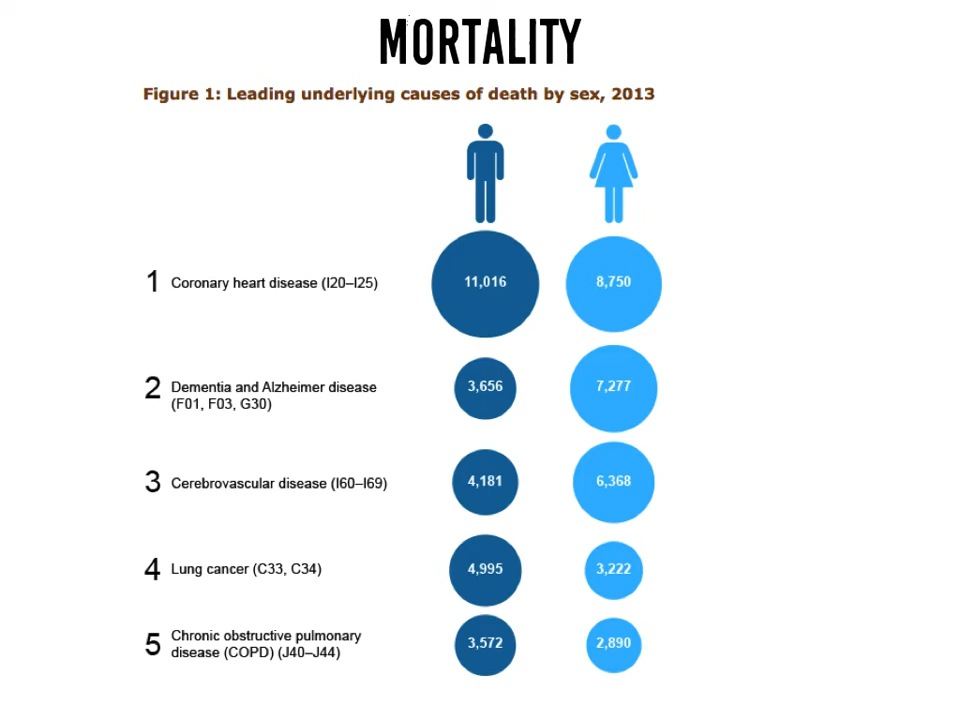 MORTALITY
Figure 1: Leading underlying causes of death by sex, 2013
1 Coronary heart disease (I20–I25) 11,016 8,750
2 Dementia and Alzheimer disease
(F01, F03, G30) 3,656 7,277
3 Cerebrovascular disease (I60–I69) 4,181 6,368
4 Lung cancer (C33, C34) 4,995 3,222
5 Chronic obstructive pulmonary
disease (COPD) (J40–J44) 3,572 2,890